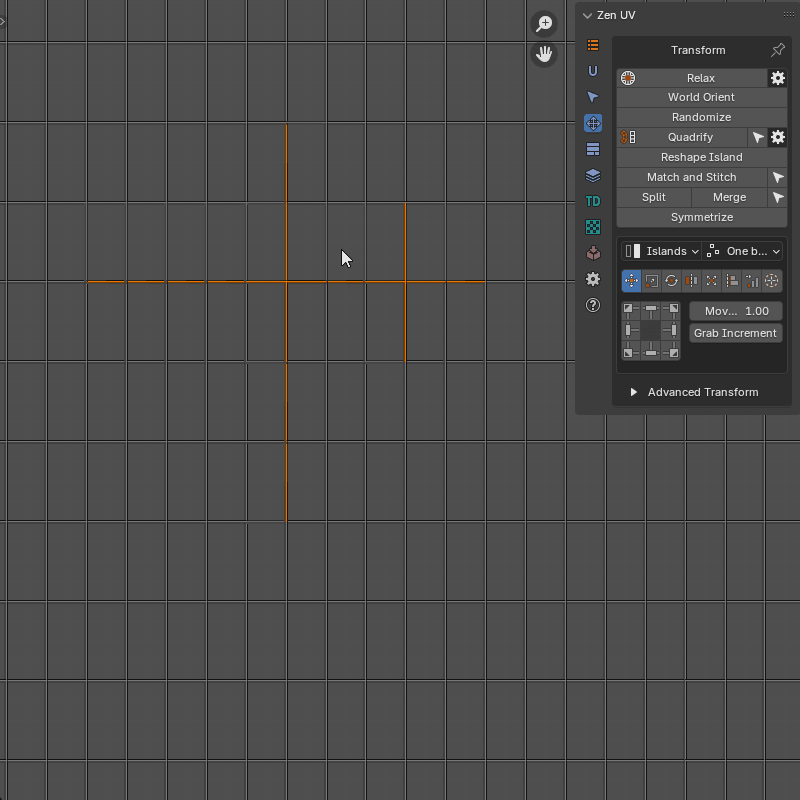 Zen UV
Transform
Relax
World Orient
Randomize
Quadrify
Reshape Island
Match and Stitch
Split Merge
Symmetrize
TD
Islands One b...
Mov... 1.00
Grab Increment
Advanced Transform